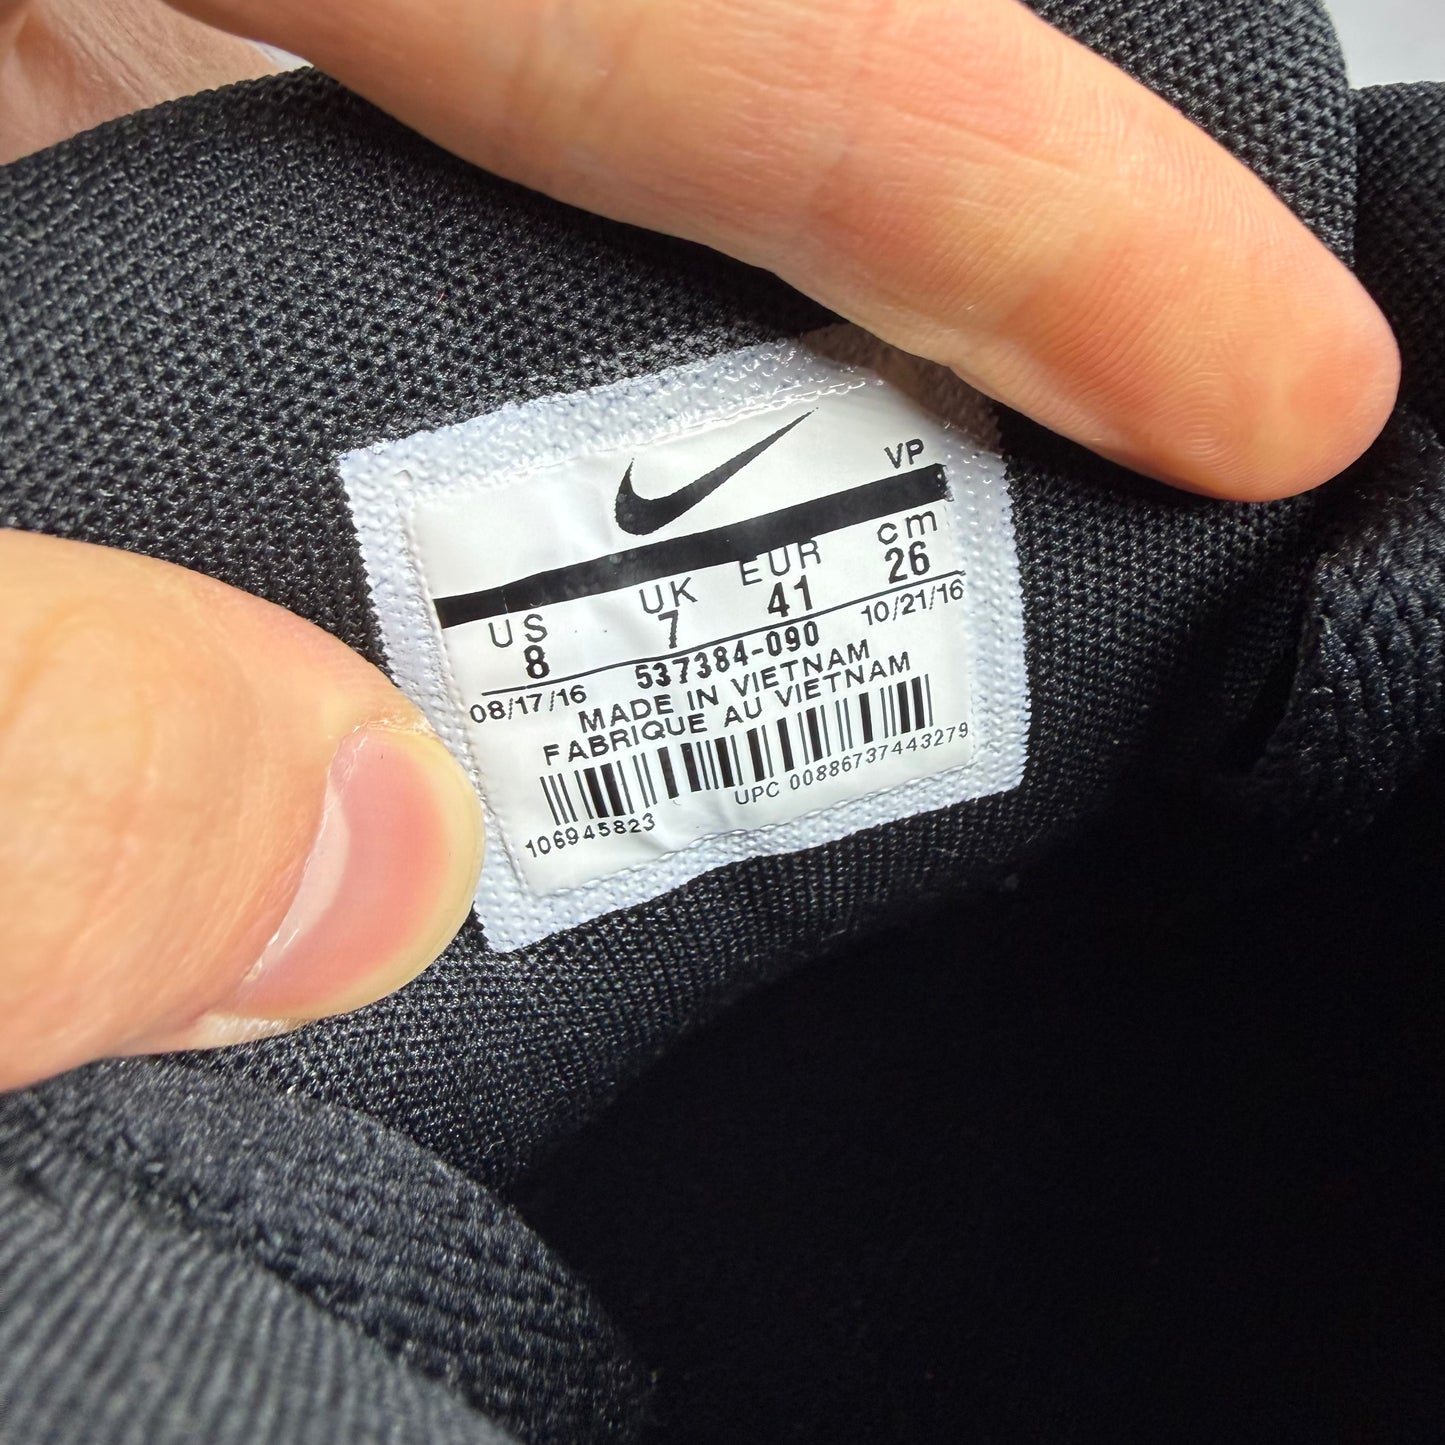 VP
US UK EUR cm
8 7 41 26
08/17/16 537384-090 10/21/16
MADE IN VIETNAM
FABRIQUE AU VIETNAM
106945823 UPC 00886737443279